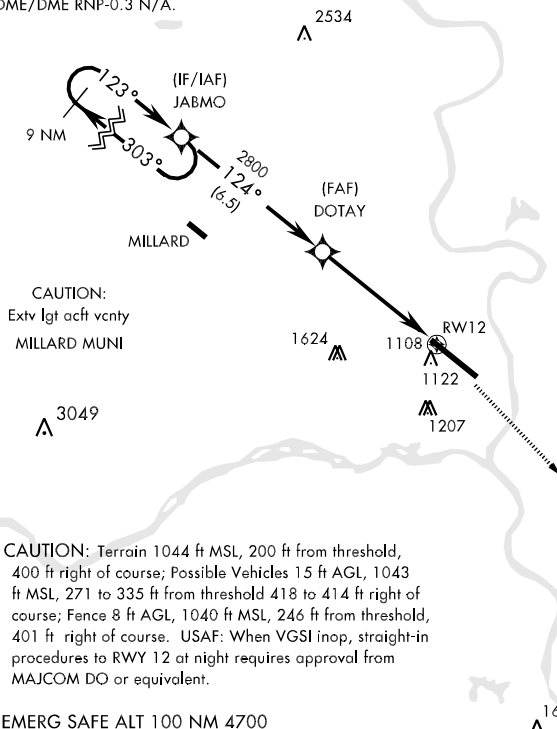 OME/DME RNP-0.3 N/A.
2534
(IF/IAF)
JABMO
123°
9 NM
303°
2800
124°
(6.5)
(FAF)
DOTAY
MILLARD
CAUTION:
Extv lgt acft vcnty
MILLARD MUNI
RW12
1624
1108
1122
3049
1207
CAUTION: Terrain 1044 ft MSL, 200 ft from threshold,
400 ft right of course; Possible Vehicles 15 ft AGL, 1043
ft MSL, 271 to 335 ft from threshold 418 to 414 ft right of
course; Fence 8 ft AGL, 1040 ft MSL, 246 ft from threshold,
401 ft right of course. USAF: When VGSI inop, straight-in
procedures to RWY 12 at night requires approval from
MAJCOM DO or equivalent.
EMERG SAFE ALT 100 NM 4700